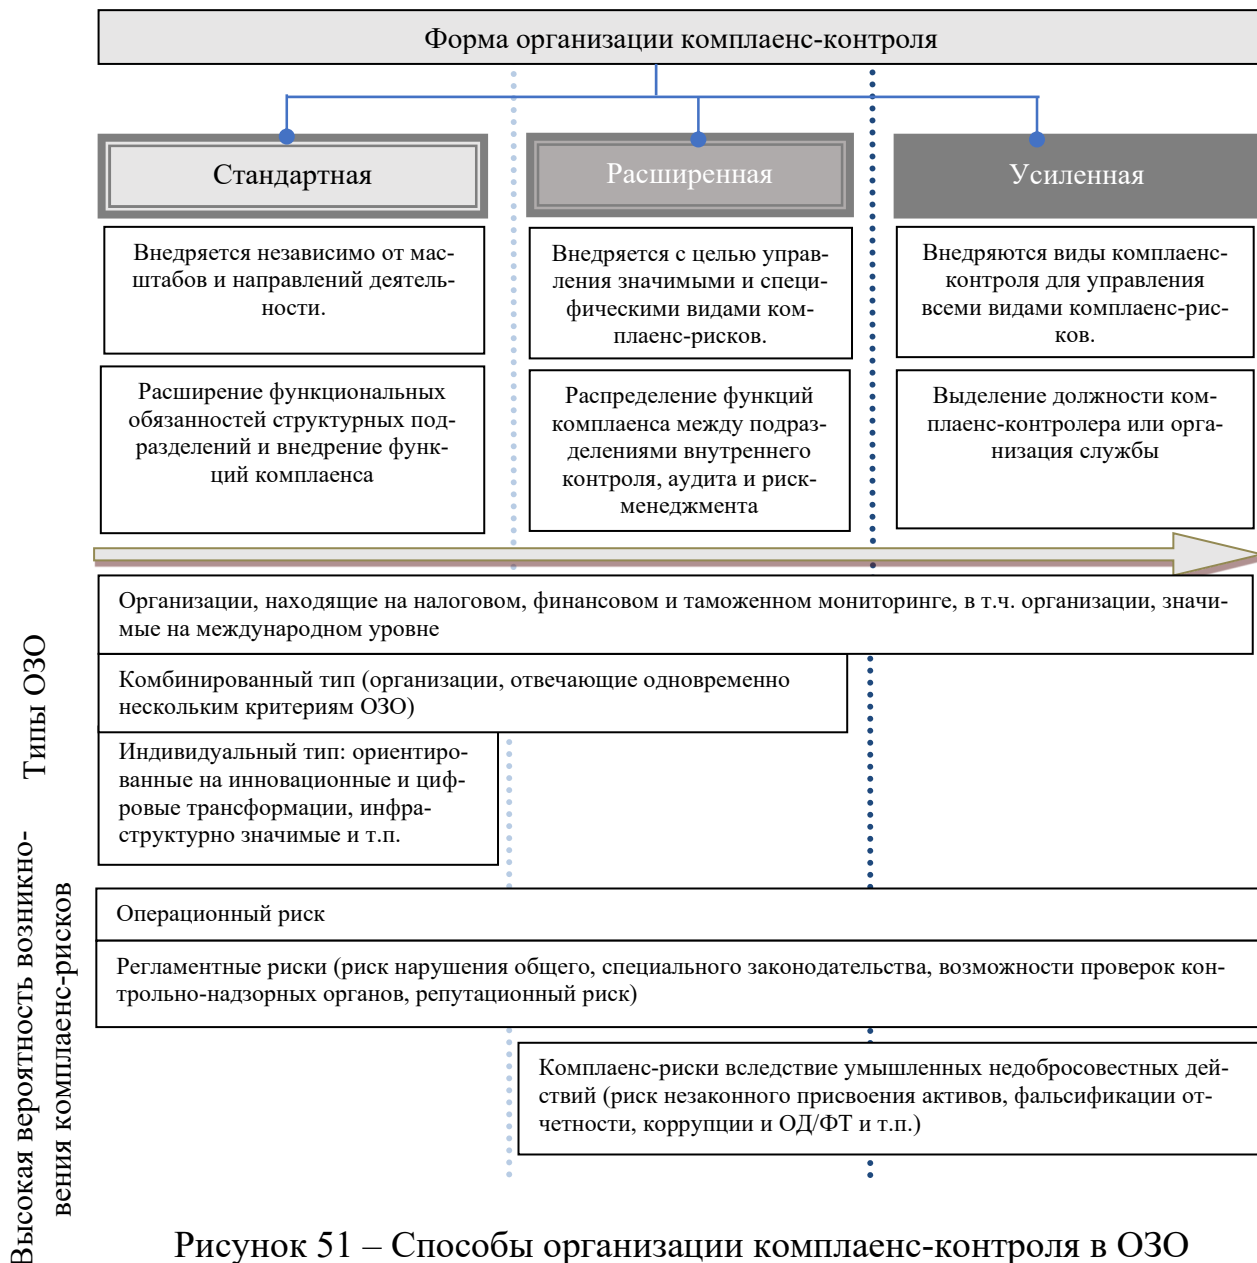 Форма организации комплаенс-контроля
Стандартная
Расширенная
Усиленная
Внедряется независимо от мас-
штабов и направлений деятель-
ности.
Внедряется с целью управ-
ления значимыми и специ-
фическими видами ком-
плаенс-рисков.
Внедряются виды комплаенс-
контроля для управления
всеми видами комплаенс-рис-
ков.
Расширение функциональных
обязанностей структурных под-
разделений и внедрение функ-
ций комплаенса
Распределение функций
комплаенса между подраз-
делениями внутреннего
контроля, аудита и риск-
менеджмента
Выделение должности ком-
плаенс-контролера или орга-
низация службы
Типы ОЗО
Организации, находящие на налоговом, финансовом и таможенном мониторинге, в т.ч. организации, значи-
мые на международном уровне
Комбинированный тип (организации, отвечающие одновременно
нескольким критериям ОЗО)
Индивидуальный тип: ориентиро-
ванные на инновационные и циф-
ровые трансформации, инфра-
структурно значимые и т.п.
Высокая вероятность возникно-
вения комплаенс-рисков
Операционный риск
Регламентные риски (риск нарушения общего, специального законодательства, возможности проверок кон-
трольно-надзорных органов, репутационный риск)
Комплаенс-риски вследствие умышленных недобросовестных дей-
ствий (риск незаконного присвоения активов, фальсификации от-
четности, коррупции и ОД/ФТ и т.п.)
Рисунок 51 – Способы организации комплаенс-контроля в ОЗО